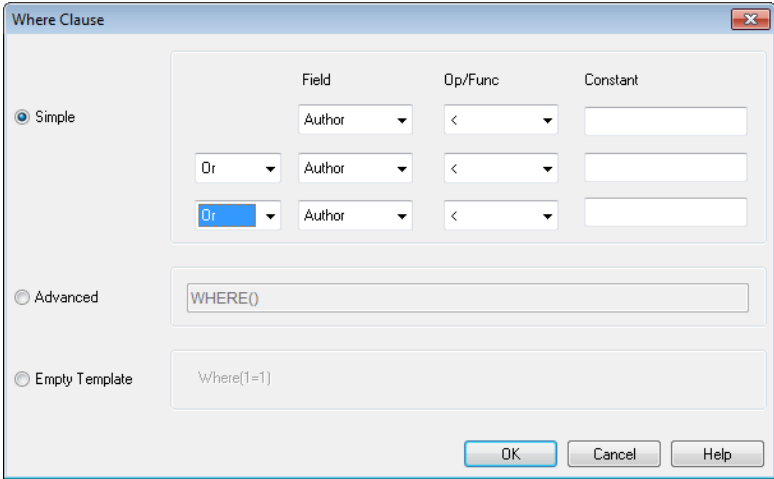 Where Clause
Field Op/Func Constant
Simple
Author <
Or Author <
Or Author <
Advanced WHERE()
Empty Template Where(1=1)
OK Cancel Help